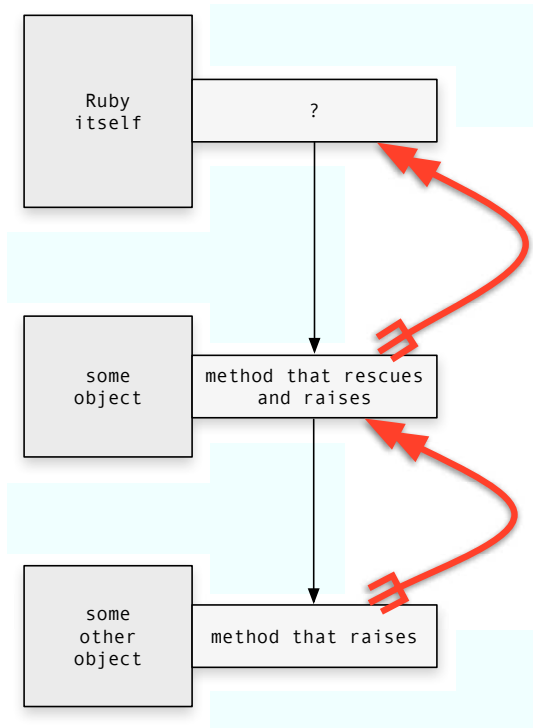 Ruby
itself
?
some
object
method that rescues
and raises
some
other
object
method that raises